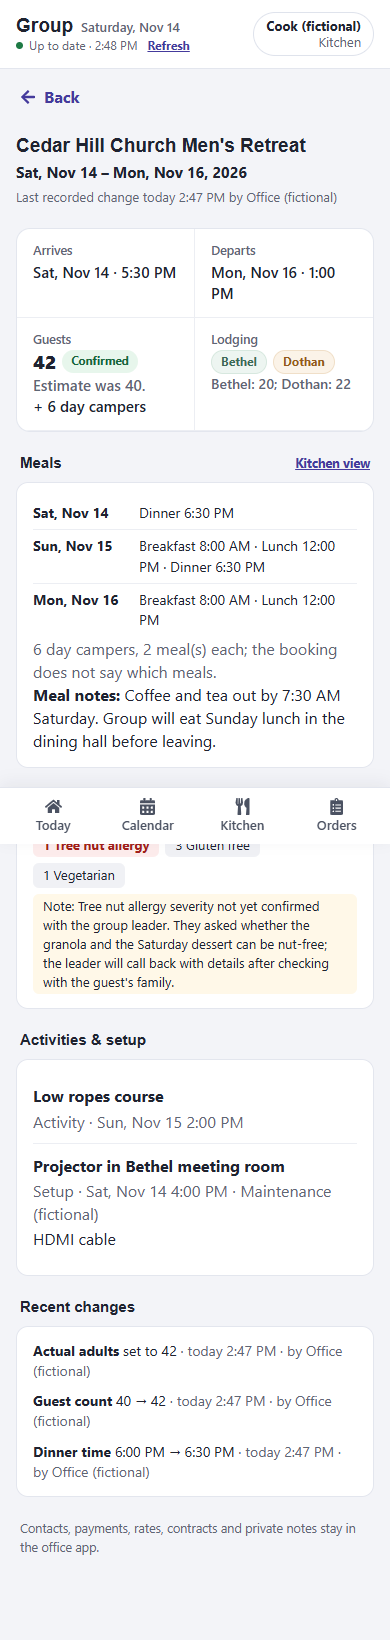 Group Saturday, Nov 14
Up to date · 2:48 PM Refresh
Cook (fictional)
Kitchen
← Back
Cedar Hill Church Men's Retreat
Sat, Nov 14 – Mon, Nov 16, 2026
Last recorded change today 2:47 PM by Office (fictional)
Arrives
Sat, Nov 14 · 5:30 PM
Departs
Mon, Nov 16 · 1:00
PM
Guests
42 Confirmed
Estimate was 40.
+ 6 day campers
Lodging
Bethel Dothan
Bethel: 20; Dothan: 22
Meals Kitchen view
Sat, Nov 14 Dinner 6:30 PM
Sun, Nov 15 Breakfast 8:00 AM · Lunch 12:00
PM · Dinner 6:30 PM
Mon, Nov 16 Breakfast 8:00 AM · Lunch 12:00
PM
6 day campers, 2 meal(s) each; the booking
does not say which meals.
Meal notes: Coffee and tea out by 7:30 AM
Saturday. Group will eat Sunday lunch in the
dining hall before leaving.
Today Calendar Kitchen Orders
1 Tree nut allergy 3 Gluten free
1 Vegetarian
Note: Tree nut allergy severity not yet confirmed
with the group leader. They asked whether the
granola and the Saturday dessert can be nut-free;
the leader will call back with details after checking
with the guest's family.
Activities & setup
Low ropes course
Activity · Sun, Nov 15 2:00 PM
Projector in Bethel meeting room
Setup · Sat, Nov 14 4:00 PM · Maintenance
(fictional)
HDMI cable
Recent changes
Actual adults set to 42 · today 2:47 PM · by Office
(fictional)
Guest count 40 → 42 · today 2:47 PM · by Office
(fictional)
Dinner time 6:00 PM → 6:30 PM · today 2:47 PM ·
by Office (fictional)
Contacts, payments, rates, contracts and private notes stay in
the office app.